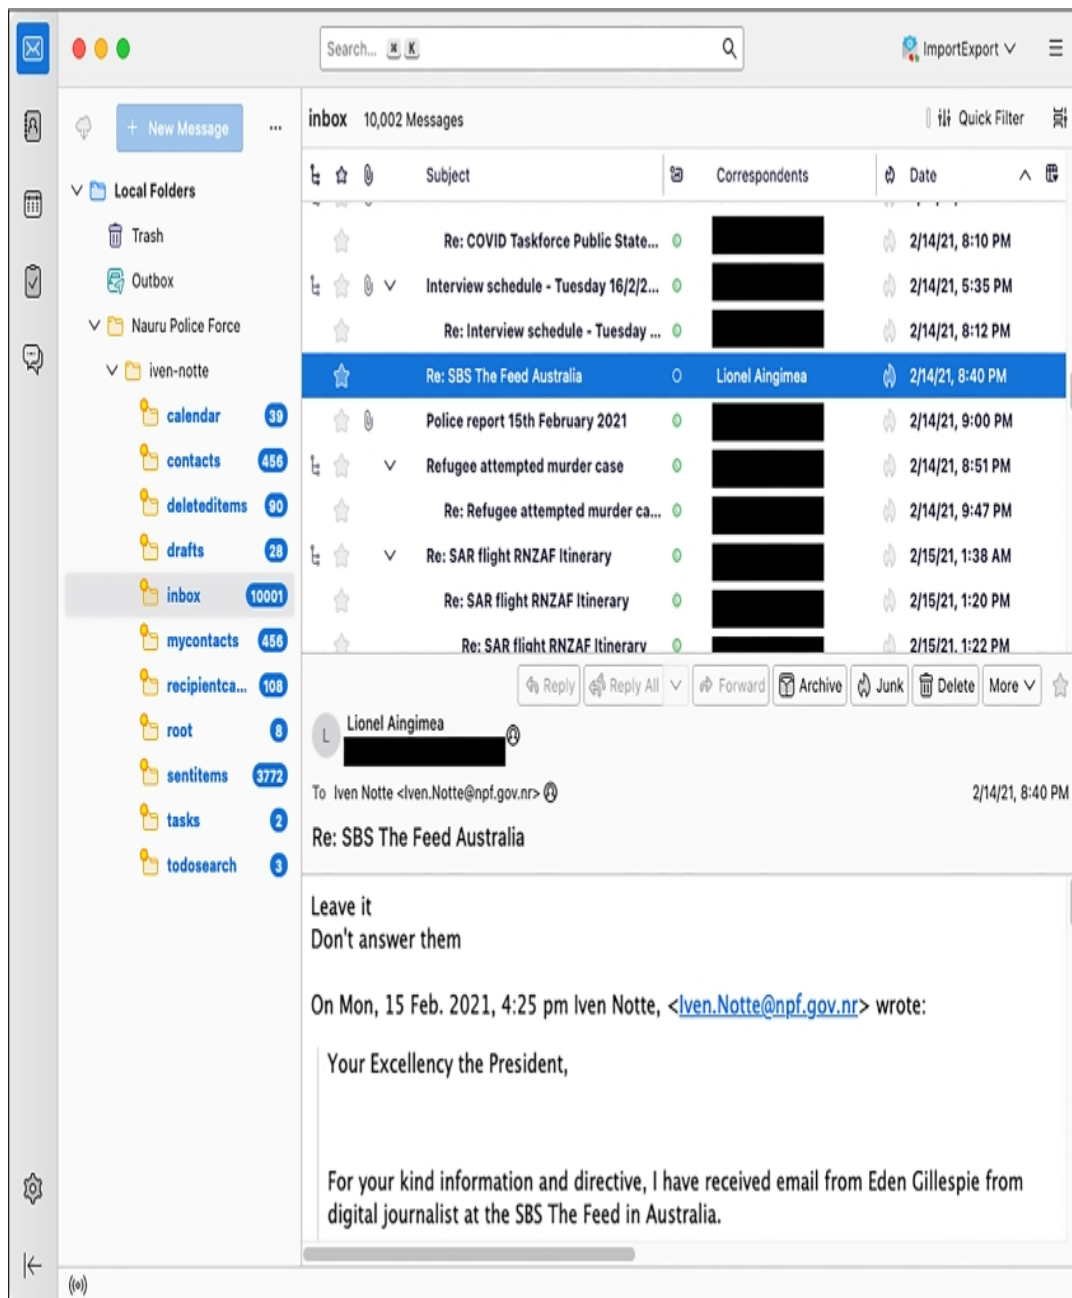 Search... ⌘ K
ImportExport
+ New Message
...
inbox 10,002 Messages
Quick Filter
Subject Correspondents Date
Local Folders
Trash
Outbox
Nauru Police Force
iven-notte
calendar 39
contacts 456
deleteditems 90
drafts 28
inbox 10001
mycontacts 456
recipientca... 108
root 8
sentitems 3772
tasks 2
todosearch 3
Re: COVID Taskforce Public State... 2/14/21, 8:10 PM
Interview schedule - Tuesday 16/2/2... 2/14/21, 5:35 PM
Re: Interview schedule - Tuesday ... 2/14/21, 8:12 PM
Re: SBS The Feed Australia Lionel Aingimea 2/14/21, 8:40 PM
Police report 15th February 2021 2/14/21, 9:00 PM
Refugee attempted murder case 2/14/21, 8:51 PM
Re: Refugee attempted murder ca... 2/14/21, 9:47 PM
Re: SAR flight RNZAF Itinerary 2/15/21, 1:38 AM
Re: SAR flight RNZAF Itinerary 2/15/21, 1:20 PM
Re: SAR flight RNZAF Itinerary 2/15/21, 1:22 PM
Reply Reply All Forward Archive Junk Delete More
L Lionel Aingimea
To Iven Notte <Iven.Notte@npf.gov.nr> 2/14/21, 8:40 PM
Re: SBS The Feed Australia
Leave it
Don't answer them
On Mon, 15 Feb. 2021, 4:25 pm Iven Notte, <Iven.Notte@npf.gov.nr> wrote:
Your Excellency the President,
For your kind information and directive, I have received email from Eden Gillespie from
digital journalist at the SBS The Feed in Australia.